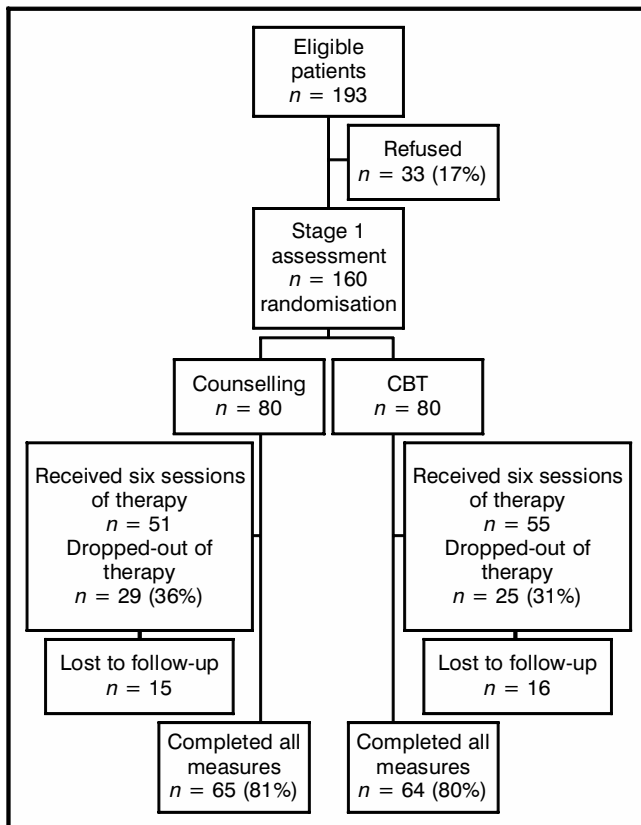 Eligible
patients
n = 193
Refused
n = 33 (17%)
Stage 1
assessment
n = 160
randomisation
Counselling
n = 80
CBT
n = 80
Received six sessions
of therapy
n = 51
Dropped-out of
therapy
n = 29 (36%)
Received six sessions
of therapy
n = 55
Dropped-out of
therapy
n = 25 (31%)
Lost to follow-up
n = 15
Lost to follow-up
n = 16
Completed all
measures
n = 65 (81%)
Completed all
measures
n = 64 (80%)